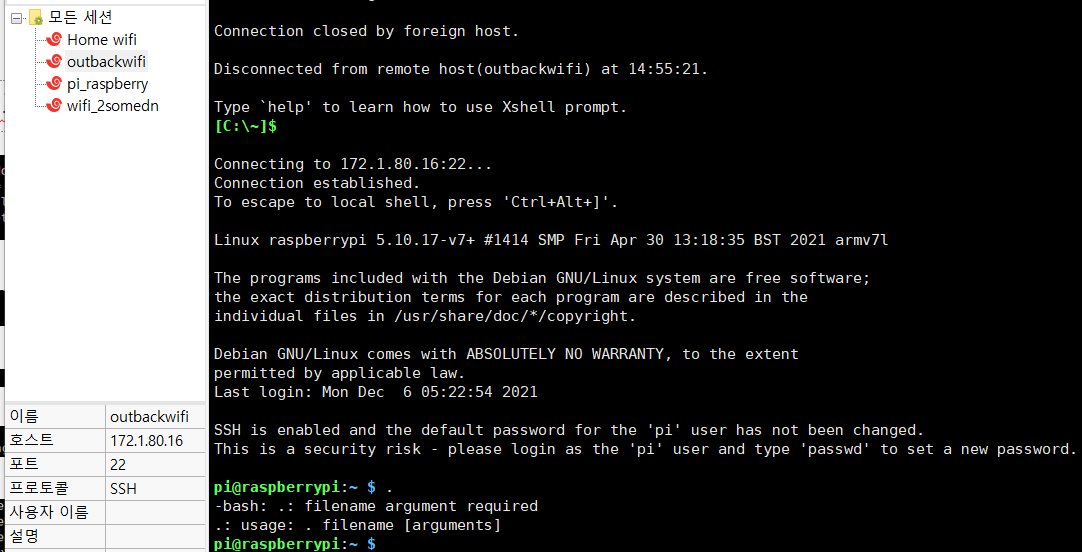 모든 세션
Home wifi
outbackwifi
pi_raspberry
wifi_2somedn
이름 outbackwifi
호스트 172.1.80.16
포트 22
프로토콜 SSH
사용자 이름
설명
Connection closed by foreign host.
Disconnected from remote host(outbackwifi) at 14:55:21.
Type `help' to learn how to use Xshell prompt.
[C:\~]$
Connecting to 172.1.80.16:22...
Connection established.
To escape to local shell, press 'Ctrl+Alt+]'.
Linux raspberrypi 5.10.17-v7+ #1414 SMP Fri Apr 30 13:18:35 BST 2021 armv7l
The programs included with the Debian GNU/Linux system are free software;
the exact distribution terms for each program are described in the
individual files in /usr/share/doc/*/copyright.
Debian GNU/Linux comes with ABSOLUTELY NO WARRANTY, to the extent
permitted by applicable law.
Last login: Mon Dec  6 05:22:54 2021
SSH is enabled and the default password for the 'pi' user has not been changed.
This is a security risk - please login as the 'pi' user and type 'passwd' to set a new password.
pi@raspberrypi:~ $ .
-bash: .: filename argument required
.: usage: . filename [arguments]
pi@raspberrypi:~ $